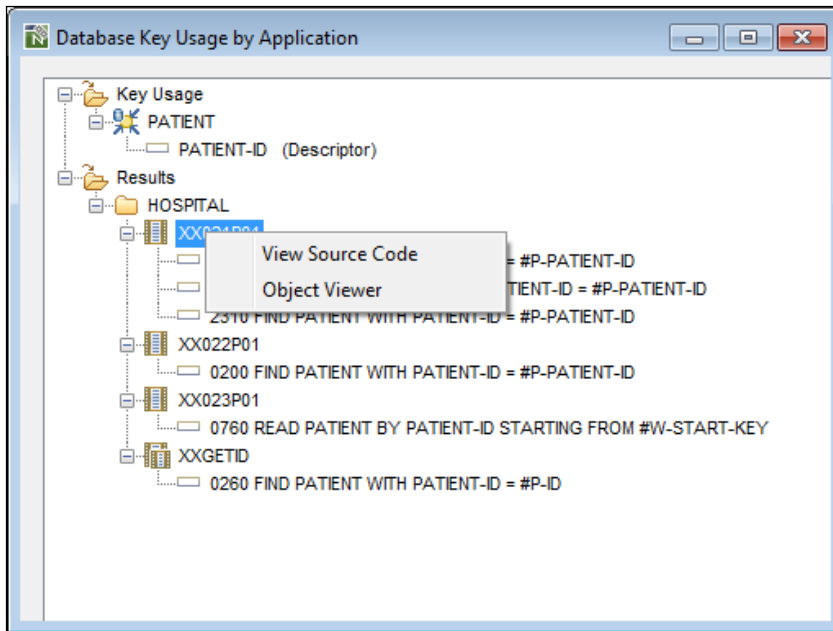 Database Key Usage by Application
Key Usage
PATIENT
PATIENT-ID (Descriptor)
Results
HOSPITAL
XX021P01
View Source Code
= #P-PATIENT-ID
Object Viewer
TIENT-ID = #P-PATIENT-ID
2310 FIND PATIENT WITH PATIENT-ID = #P-PATIENT-ID
XX022P01
0200 FIND PATIENT WITH PATIENT-ID = #P-PATIENT-ID
XX023P01
0760 READ PATIENT BY PATIENT-ID STARTING FROM #W-START-KEY
XXGETID
0260 FIND PATIENT WITH PATIENT-ID = #P-ID